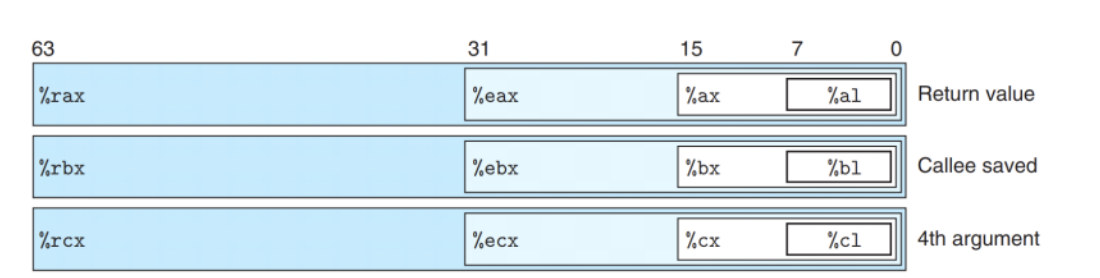 63 31 15 7 0
%rax %eax %ax %al Return value
%rbx %ebx %bx %bl Callee saved
%rcx %ecx %cx %cl 4th argument